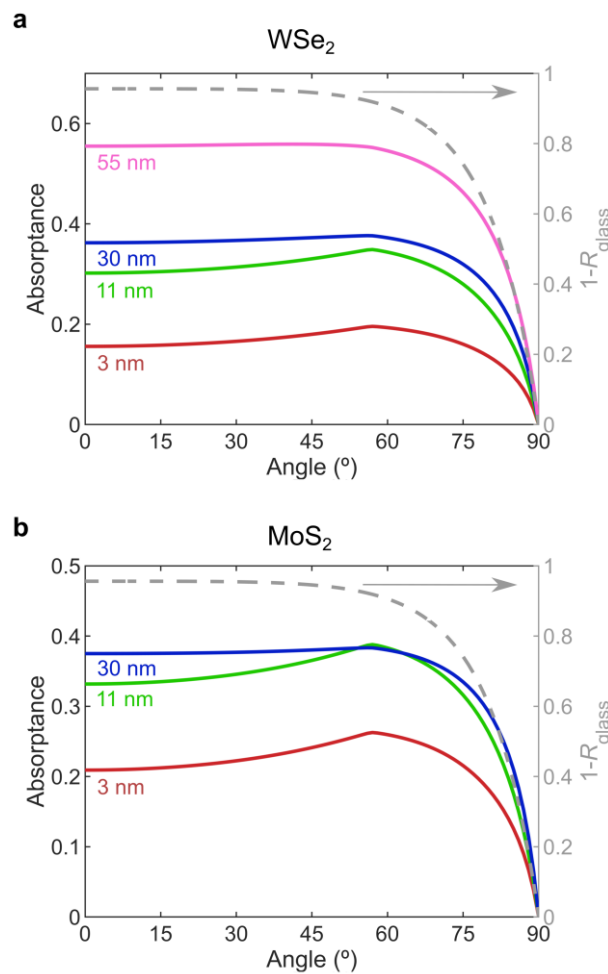 a
WSe₂
Absorptance
0.6
0.4
0.2
0
55 nm
30 nm
11 nm
3 nm
1
0.8
0.6
0.4
0.2
0
1-R_glass
0 15 30 45 60 75 90
Angle (º)
b
MoS₂
Absorptance
0.5
0.4
0.3
0.2
0.1
0
30 nm
11 nm
3 nm
1
0.8
0.6
0.4
0.2
0
1-R_glass
0 15 30 45 60 75 90
Angle (º)